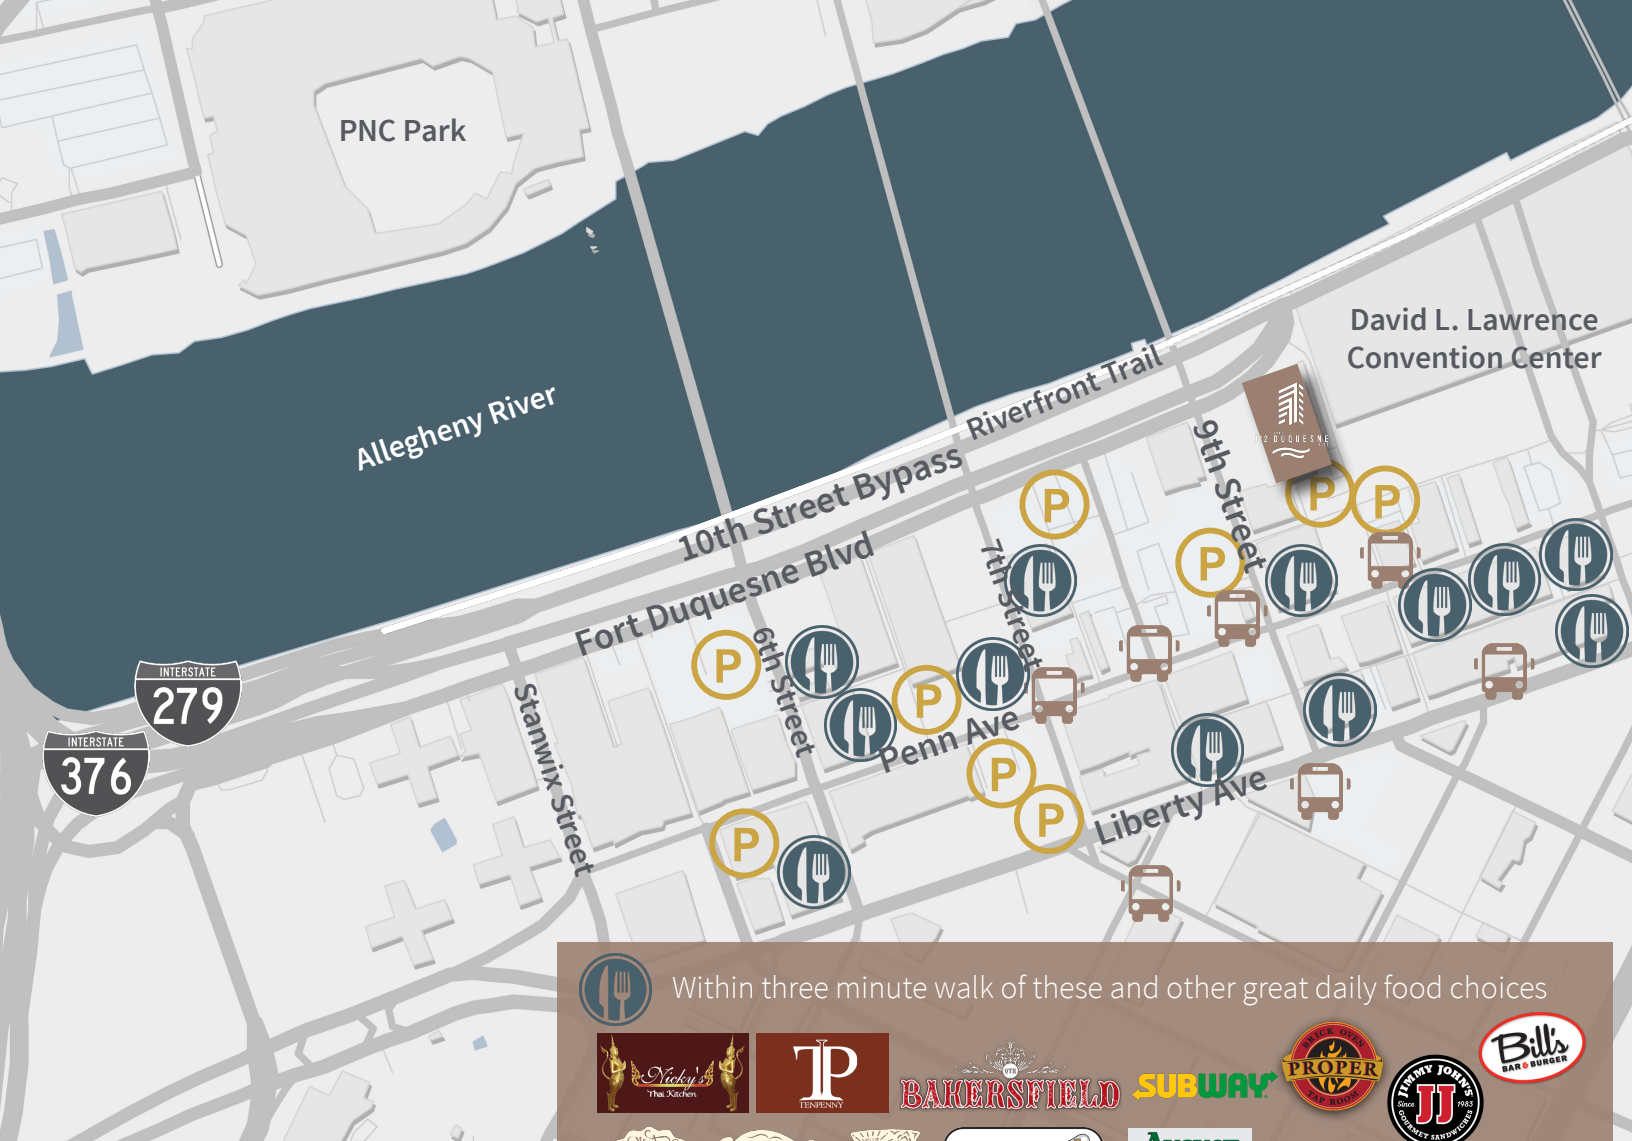 PNC Park
David L. Lawrence
Convention Center
Allegheny River
Riverfront Trail
10th Street Bypass
Fort Duquesne Blvd
9th Street
7th Street
6th Street
Stanwix Street
Penn Ave
Liberty Ave
INTERSTATE
279
INTERSTATE
376
DUQUESNE
P
P
P
P
P
P
P
P
P
Within three minute walk of these and other great daily food choices
Nicky's
Thai Kitchen
TP
TENPENNY
OTR
BAKERSFIELD
SUBWAY
BRICK OVEN
PROPER
TAP ROOM
JIMMY JOHN'S
Since JJ 1983
GOURMET SANDWICHES
Bill's
BAR & BURGER